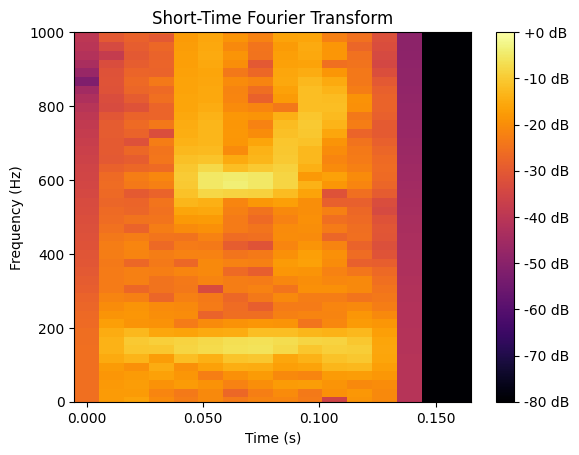 Short-Time Fourier Transform
1000
800
600
400
200
0
Frequency (Hz)
0.000
0.050
0.100
0.150
Time (s)
+0 dB
-10 dB
-20 dB
-30 dB
-40 dB
-50 dB
-60 dB
-70 dB
-80 dB